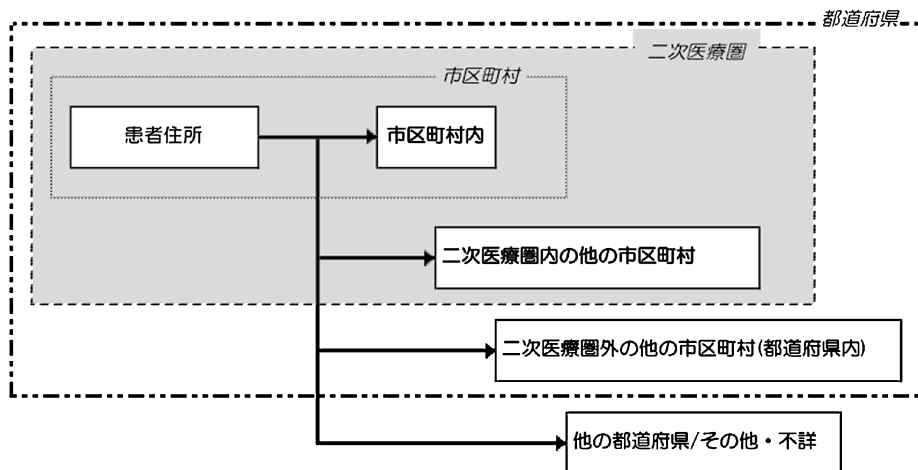 都道府県
二次医療圏
市区町村
患者住所
市区町村内
二次医療圏内の他の市区町村
二次医療圏外の他の市区町村(都道府県内)
他の都道府県/その他・不詳